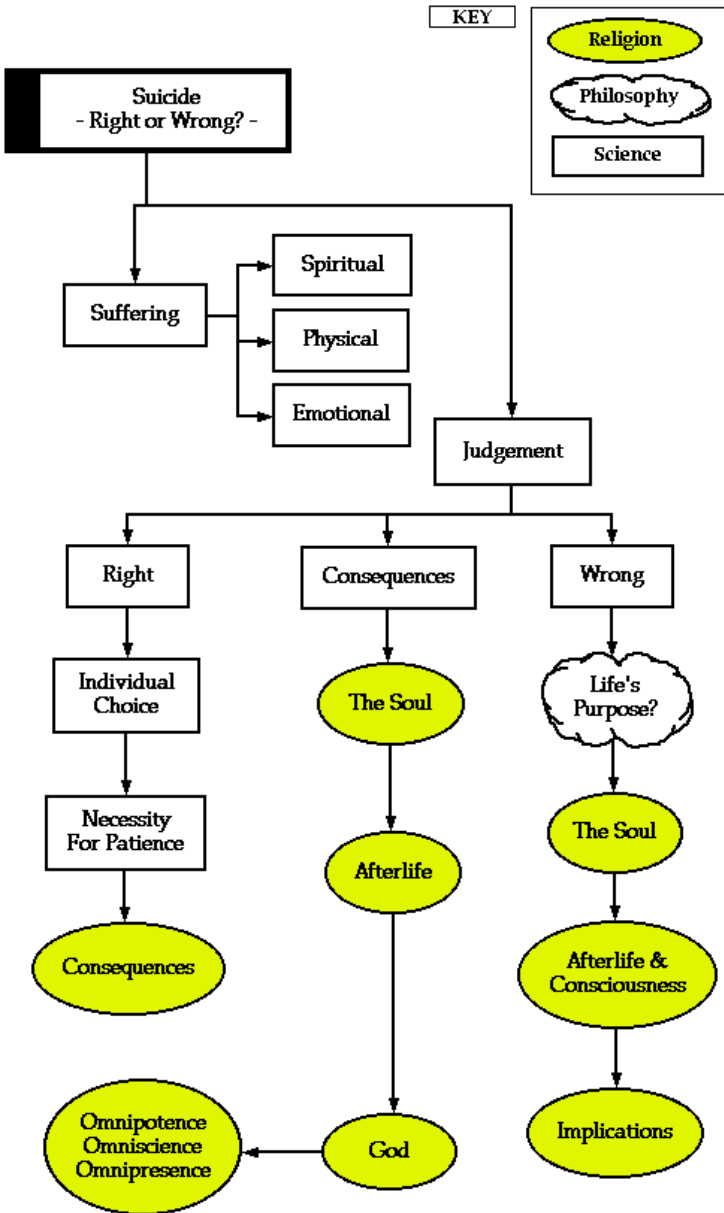 KEY
Religion
Philosophy
Science
Suicide
- Right or Wrong? -
Spiritual
Suffering
Physical
Emotional
Judgement
Right
Consequences
Wrong
Individual
Choice
The Soul
Life's
Purpose?
Necessity
For Patience
Afterlife
The Soul
Consequences
Afterlife &
Consciousness
Omnipotence
Omniscience
Omnipresence
God
Implications